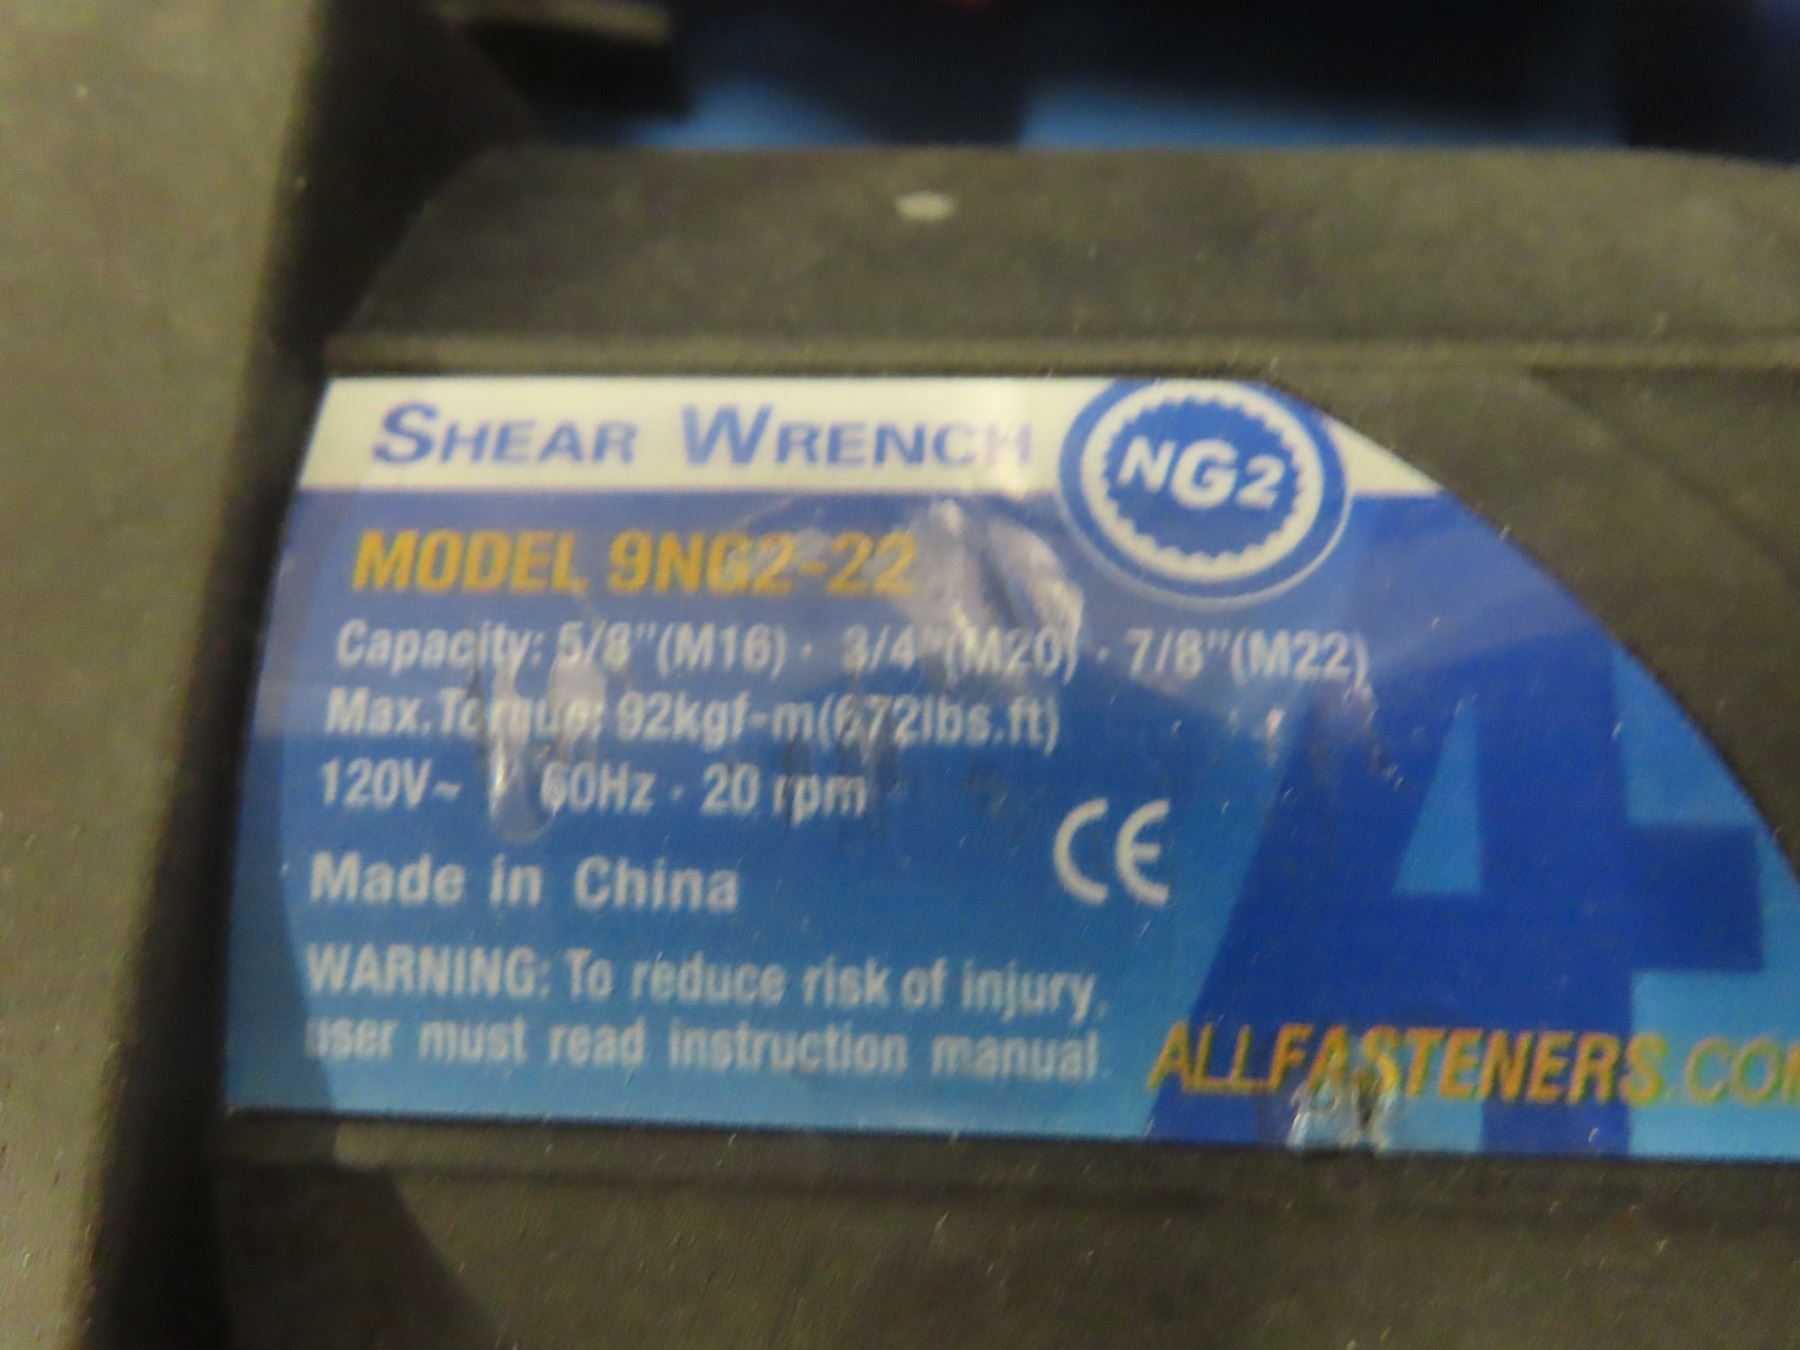 SHEAR WRENCH
NG2
MODEL 9NG2-22
Capacity: 5/8"(M16) · 3/4"(M20) · 7/8"(M22)
Max.Torque: 92kgf-m(672lbs.ft)
120V~ 60Hz · 20 rpm
CE
Made in China
WARNING: To reduce risk of injury,
user must read instruction manual.
ALLFASTENERS.COM